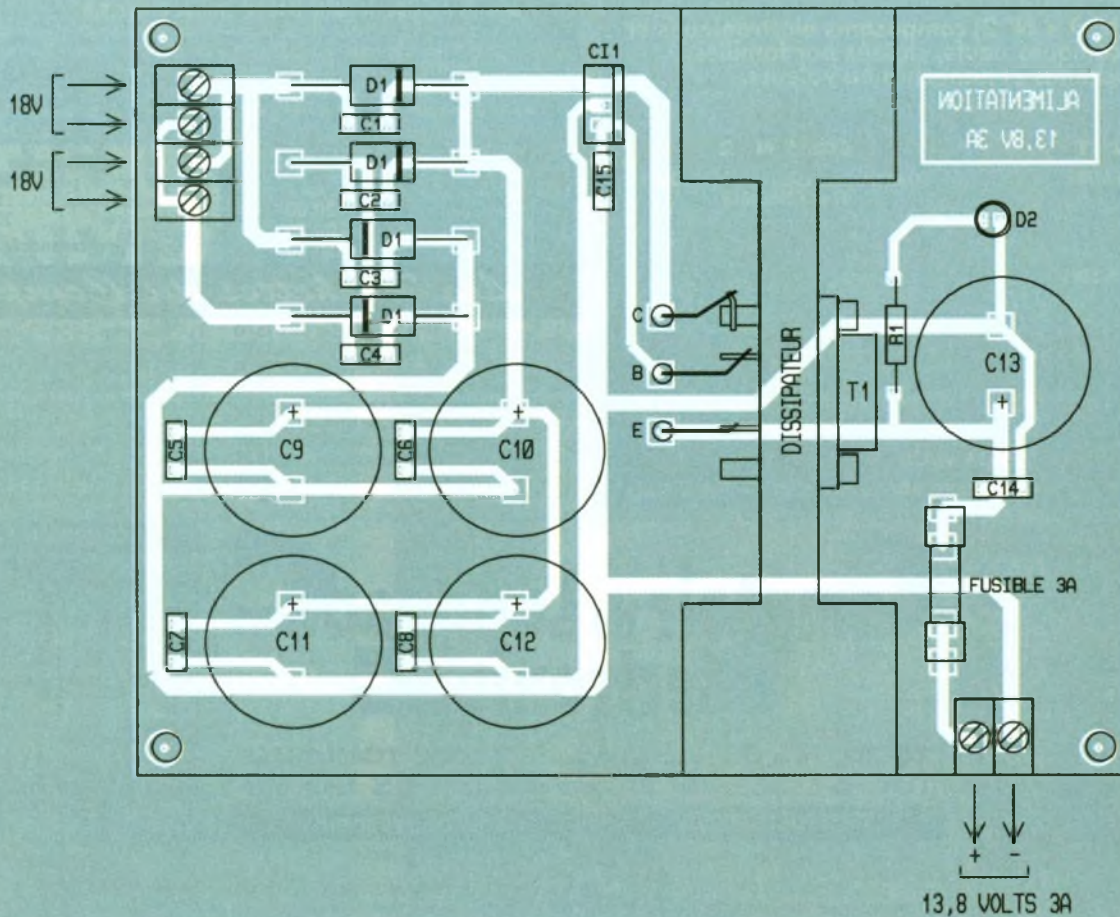 18V
18V
D1
C1
D1
C2
D1
C3
D1
C4
CI1
C15
ALIMENTATION
13,8V 3A
D2
C
B
E
DISSIPATEUR
T1
R1
C13
+
C14
C5
+
C9
C6
+
C10
C7
+
C11
C8
+
C12
FUSIBLE 3A
+ -
13,8 VOLTS 3A